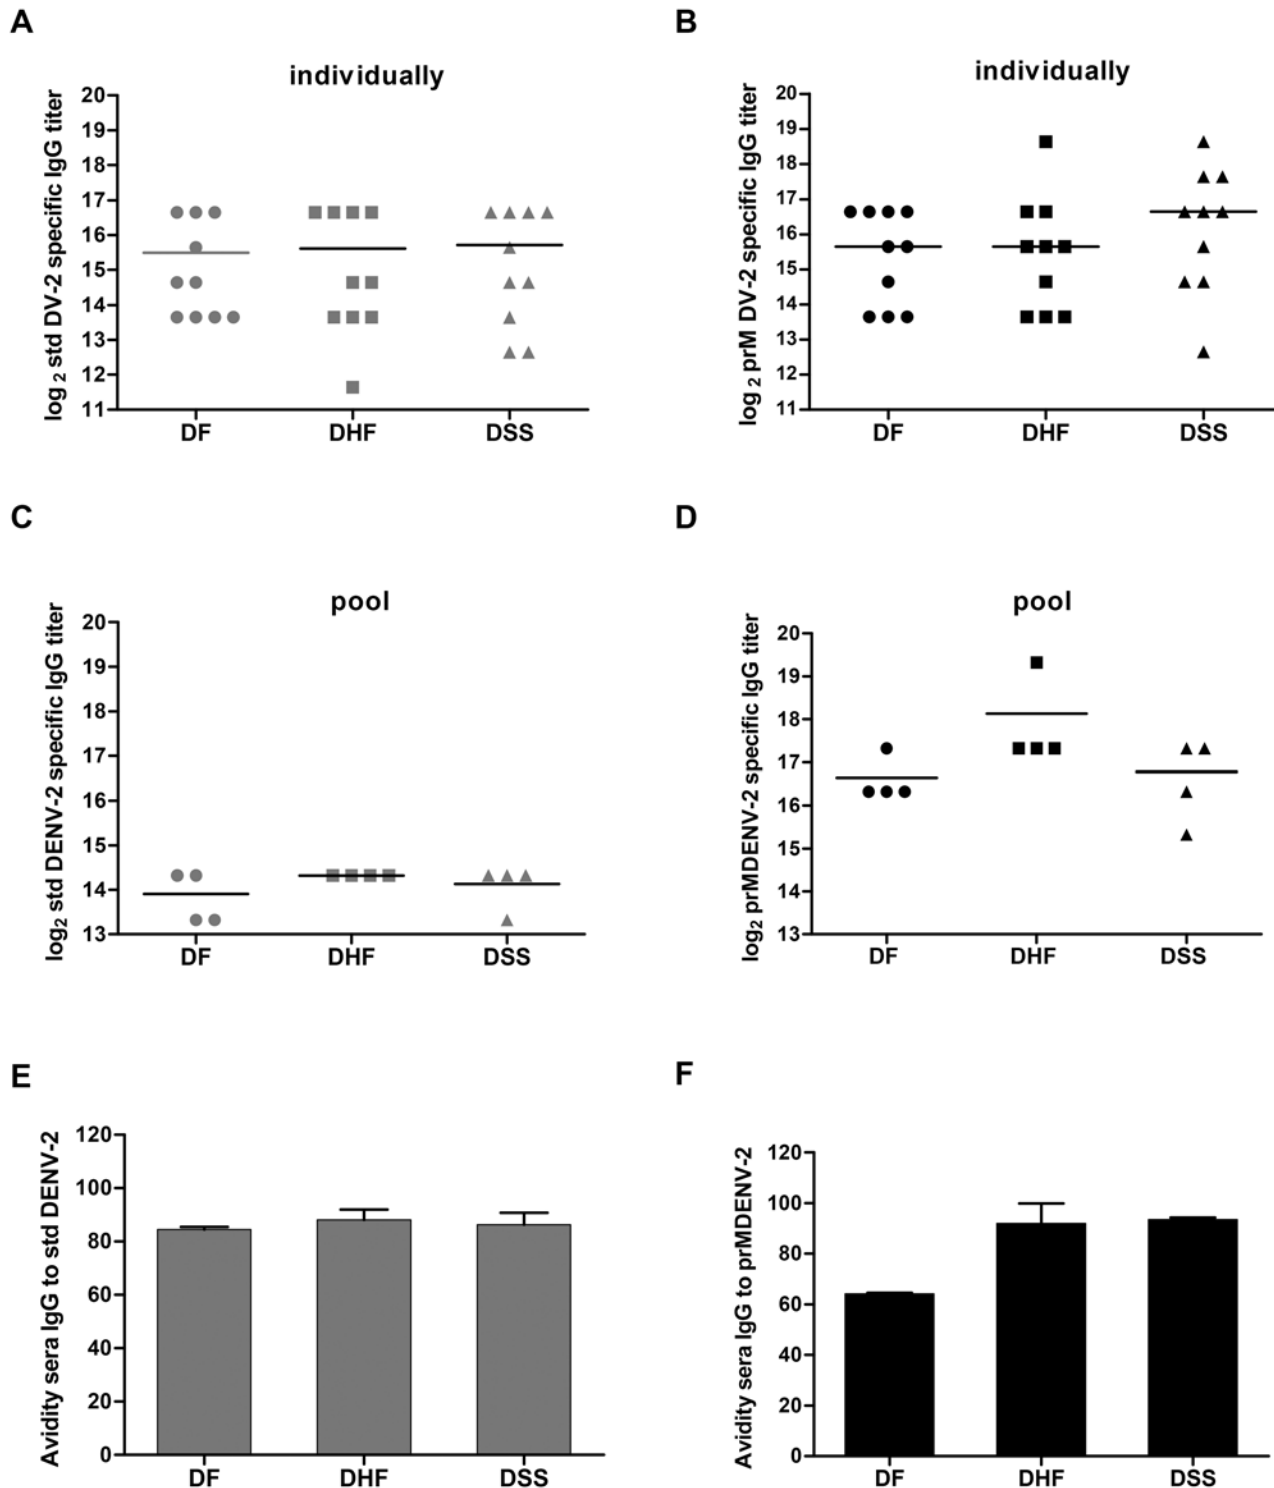 A
individually
log 2 std DV-2 specific IgG titer
20
19
18
17
16
15
14
13
12
11
DF
DHF
DSS
B
individually
log 2 prM DV-2 specific IgG titer
20
19
18
17
16
15
14
13
12
11
DF
DHF
DSS
C
pool
log2 std DENV-2 specific IgG titer
20
19
18
17
16
15
14
13
DF
DHF
DSS
D
pool
log2 prMDENV-2 specific IgG titer
20
19
18
17
16
15
14
13
DF
DHF
DSS
E
Avidity sera IgG to std DENV-2
120
100
80
60
40
20
0
DF
DHF
DSS
F
Avidity sera IgG to prMDENV-2
120
100
80
60
40
20
0
DF
DHF
DSS